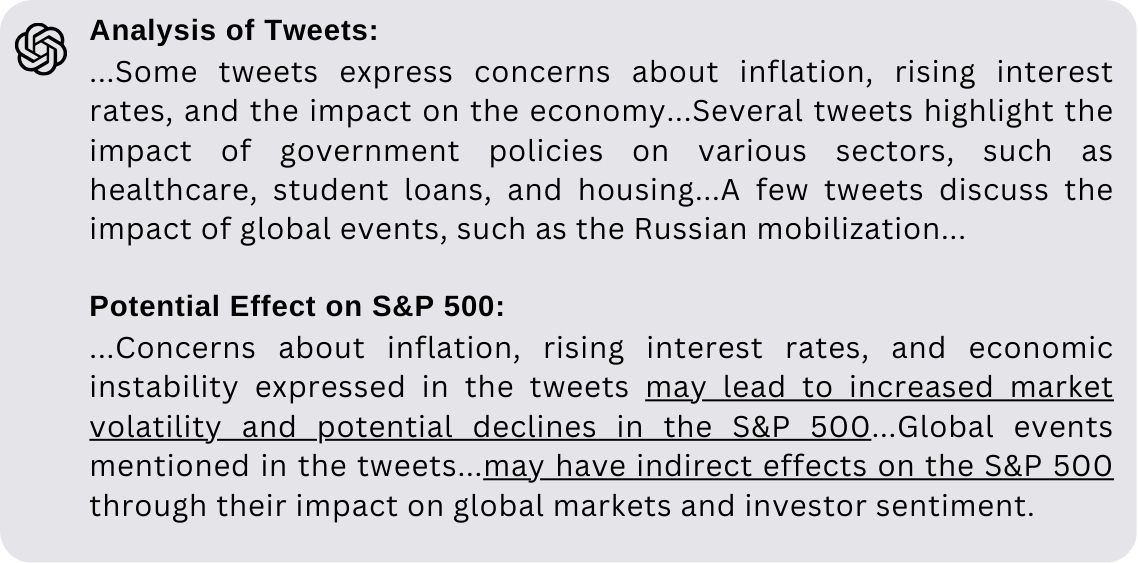 Analysis of Tweets:
...Some tweets express concerns about inflation, rising interest
rates, and the impact on the economy...Several tweets highlight the
impact of government policies on various sectors, such as
healthcare, student loans, and housing...A few tweets discuss the
impact of global events, such as the Russian mobilization...
Potential Effect on S&P 500:
...Concerns about inflation, rising interest rates, and economic
instability expressed in the tweets may lead to increased market
volatility and potential declines in the S&P 500...Global events
mentioned in the tweets...may have indirect effects on the S&P 500
through their impact on global markets and investor sentiment.